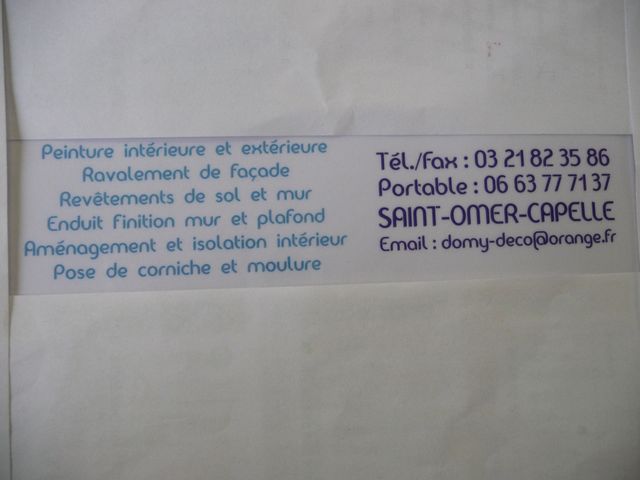 Peinture intérieure et extérieure
Ravalement de façade
Revêtements de sol et mur
Enduit finition mur et plafond
Aménagement et isolation intérieur
Pose de corniche et moulure
Tél./Fax : 03 21 82 35 86
Portable : 06 63 77 71 37
SAINT-OMER-CAPELLE
Email : domy-deco@orange.fr